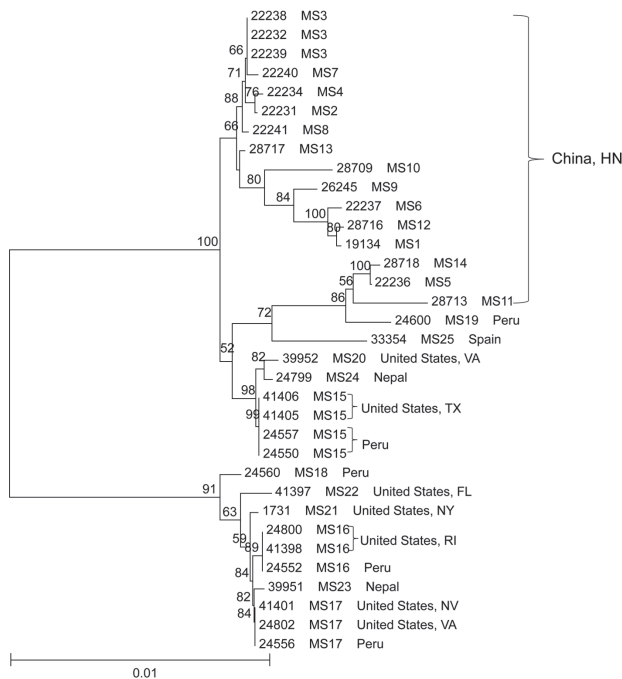 22238 MS3
22232 MS3
66
22239 MS3
71
22240 MS7
76
22234 MS4
88
22231 MS2
66
22241 MS8
28717 MS13
China, HN
28709 MS10
80
26245 MS9
84
22237 MS6
100
28716 MS12
80
19134 MS1
100
28718 MS14
100
22236 MS5
56
28713 MS11
86
24600 MS19 Peru
72
33354 MS25 Spain
52
39952 MS20 United States, VA
82
24799 MS24 Nepal
98
41406 MS15
United States, TX
99
41405 MS15
24557 MS15
Peru
24550 MS15
24560 MS18 Peru
91
41397 MS22 United States, FL
63
1731 MS21 United States, NY
24800 MS16
United States, RI
59
89
41398 MS16
24552 MS16 Peru
84
39951 MS23 Nepal
82
41401 MS17 United States, NV
84
24802 MS17 United States, VA
24556 MS17 Peru
0.01